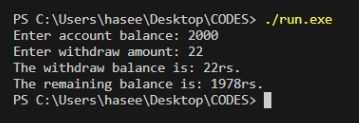 PS C:\Users\hasee\Desktop\CODES> ./run.exe
Enter account balance: 2000
Enter withdraw amount: 22
The withdraw balance is: 22rs.
The remaining balance is: 1978rs.
PS C:\Users\hasee\Desktop\CODES>